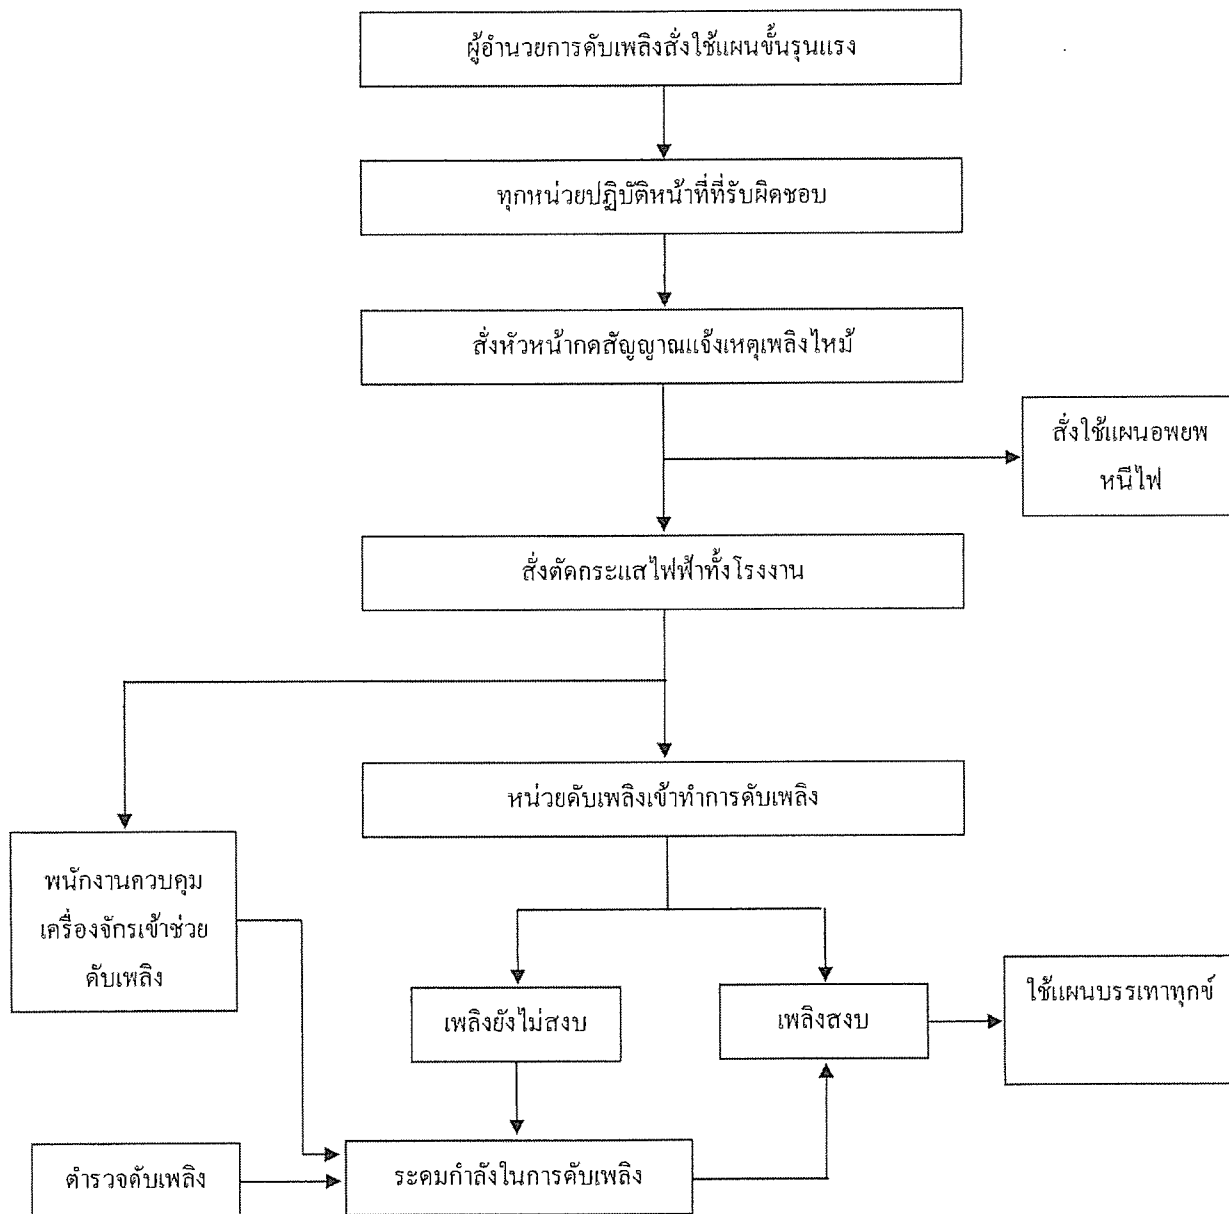 ผู้อำนวยการดับเพลิงสั่งใช้แผนขั้นรุนแรง
ทุกหน่วยปฏิบัติหน้าที่ที่รับผิดชอบ
สั่งหัวหน้ากดสัญญาณแจ้งเหตุเพลิงไหม้
สั่งใช้แผนอพยพ
หนีไฟ
สั่งตัดกระแสไฟฟ้าทั้งโรงงาน
หน่วยดับเพลิงเข้าทำการดับเพลิง
พนักงานควบคุม
เครื่องจักรเข้าช่วย
ดับเพลิง
เพลิงยังไม่สงบ
เพลิงสงบ
ใช้แผนบรรเทาทุกข์
ตำรวจดับเพลิง
ระดมกำลังในการดับเพลิง